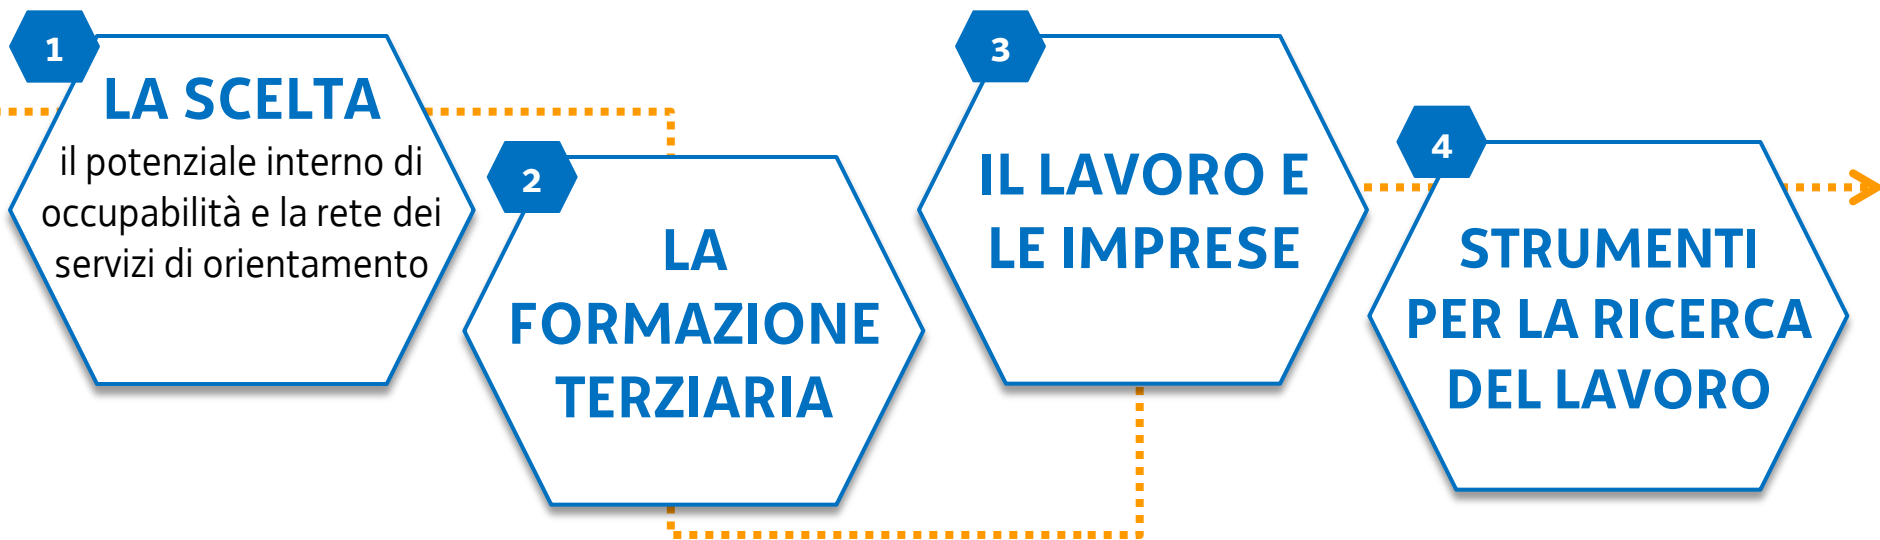 1
LA SCELTA
il potenziale interno di
occupabilità e la rete dei
servizi di orientamento
2
LA
FORMAZIONE
TERZIARIA
3
IL LAVORO E
LE IMPRESE
4
STRUMENTI
PER LA RICERCA
DEL LAVORO